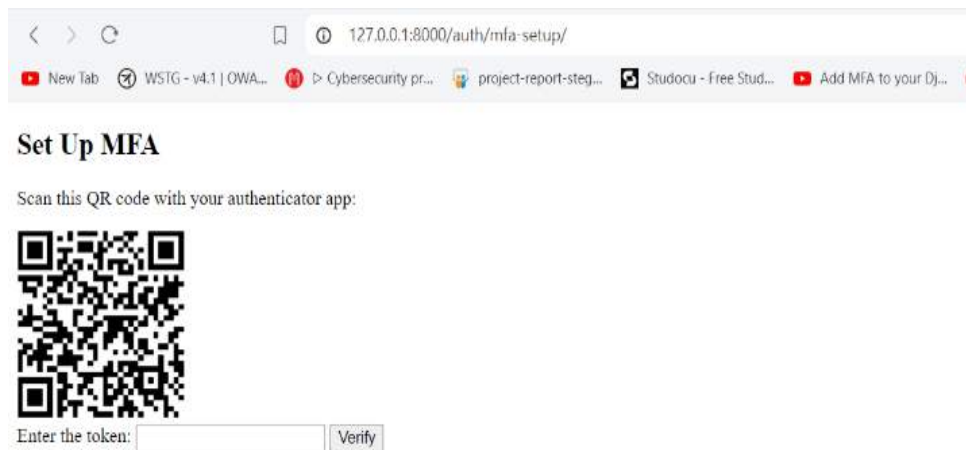 127.0.0.1:8000/auth/mfa-setup/
New Tab WSTG - v4.1 | OWA... ▷ Cybersecurity pr... project-report-steg... Studocu - Free Stud... Add MFA to your Dj...
Set Up MFA
Scan this QR code with your authenticator app:
Enter the token: Verify